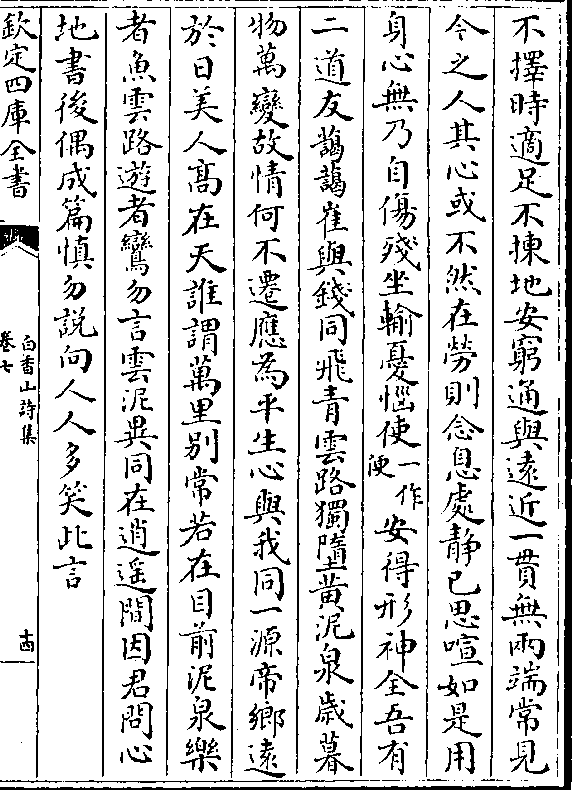 不擇時適足不揀地安窮通與遠近一貫無兩端常見
今之人其心或不然在勞則念息處静已思喧如是用
身心無乃自傷殘坐輸憂惱使一作便安得形神全吾有
二道友藹藹崔與錢同飛青雲路獨墮黄泥泉歲暮
物萬變故情何不遷應為平生心與我同一源帝鄉遠
於日美人髙在天誰謂萬里别常若在目前泥泉樂
者魚雲路遊者鸞勿言雲泥異同在逍遥間因君問心
地書後偶成篇慎勿説向人人多笑此言
欽定四庫全書
白香山詩集
卷七
十四